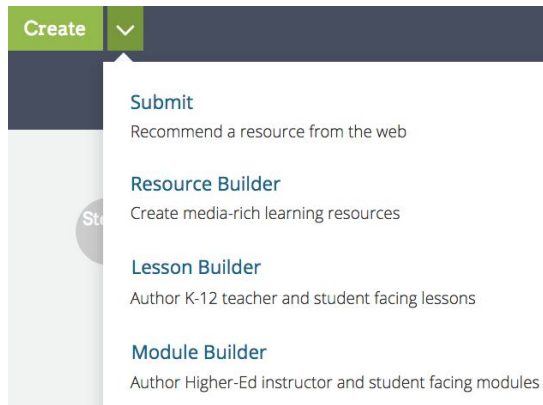 Create
Submit
Recommend a resource from the web
Resource Builder
Create media-rich learning resources
Lesson Builder
Author K-12 teacher and student facing lessons
Module Builder
Author Higher-Ed instructor and student facing modules